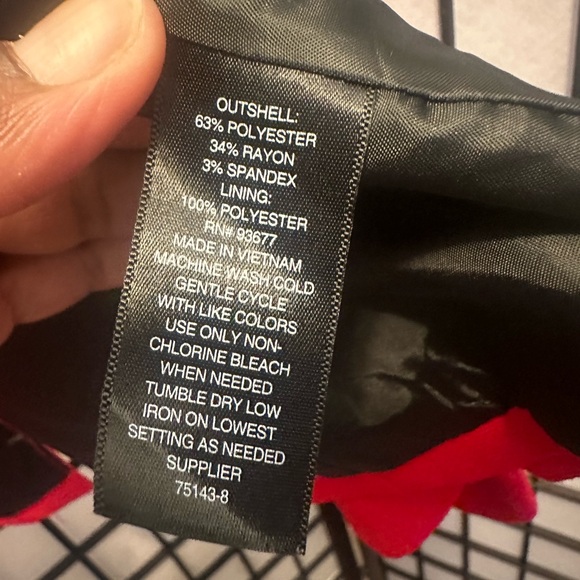 OUTSHELL:
63% POLYESTER
34% RAYON
3% SPANDEX
LINING:
100% POLYESTER
RN# 93677
MADE IN VIETNAM
MACHINE WASH COLD
GENTLE CYCLE
WITH LIKE COLORS
USE ONLY NON-
CHLORINE BLEACH
WHEN NEEDED
TUMBLE DRY LOW
IRON ON LOWEST
SETTING AS NEEDED
SUPPLIER
75143-8